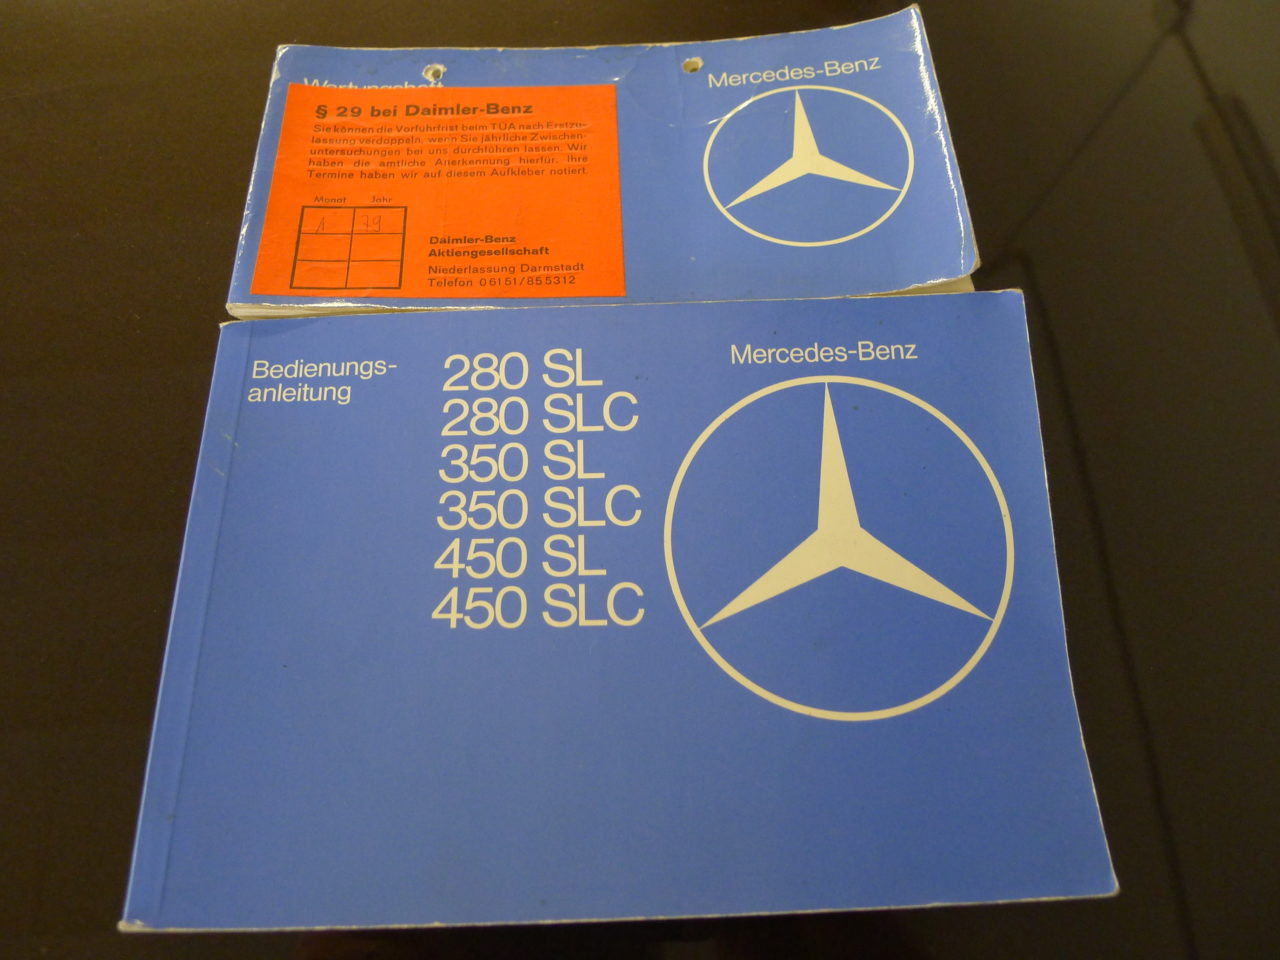 Wartungsheft
Mercedes-Benz
§ 29 bei Daimler-Benz
Sie können die Vorführfrist beim TÜA nach Erstzu-
lassung verdoppeln, wenn Sie jährliche Zwischen-
untersuchungen bei uns durchführen lassen. Wir
haben die amtliche Anerkennung hierfür. Ihre
Termine haben wir auf diesem Aufkleber notiert.
Monat Jahr
1 79
Daimler-Benz
Aktiengesellschaft
Niederlassung Darmstadt
Telefon 06151/855312
Bedienungs-
anleitung
280 SL
280 SLC
350 SL
350 SLC
450 SL
450 SLC
Mercedes-Benz